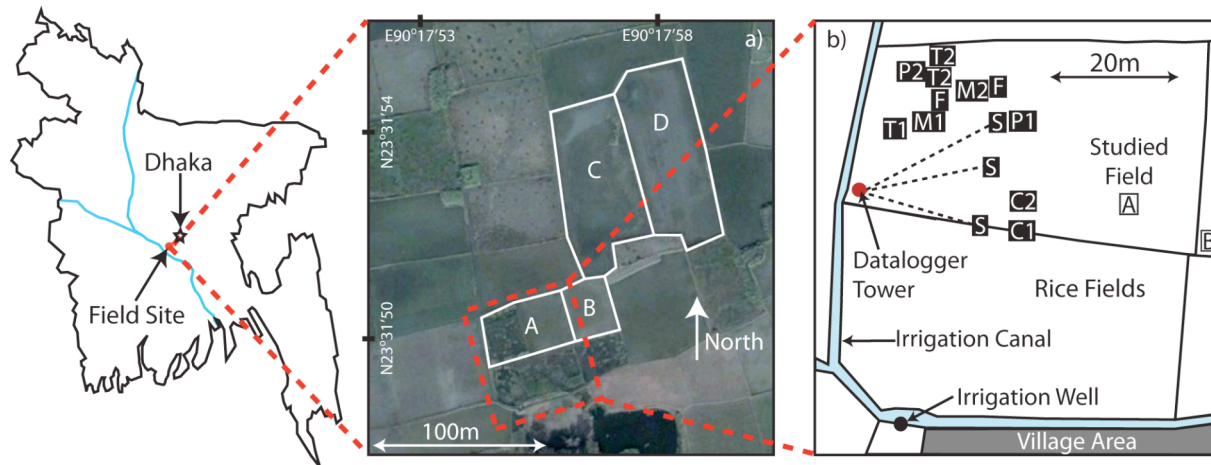 Dhaka
Field Site
E90°17'53
E90°17'58
a)
N23°31'54
N23°31'50
D
C
A
B
North
100m
b)
T2
P2
T2
M2
F
F
T1
M1
S
P1
20m
Studied
Field
A
S
C2
S
C1
B
Datalogger
Tower
Rice Fields
Irrigation Canal
Irrigation Well
Village Area